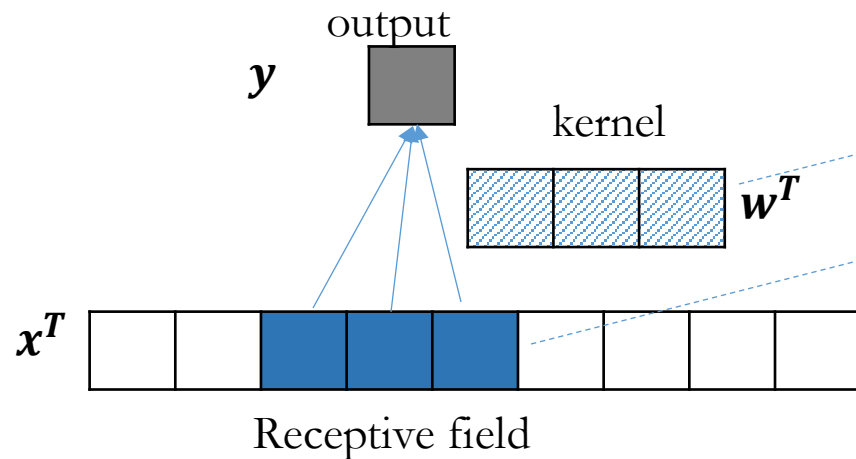 output
y
kernel
w^T
x^T
Receptive field